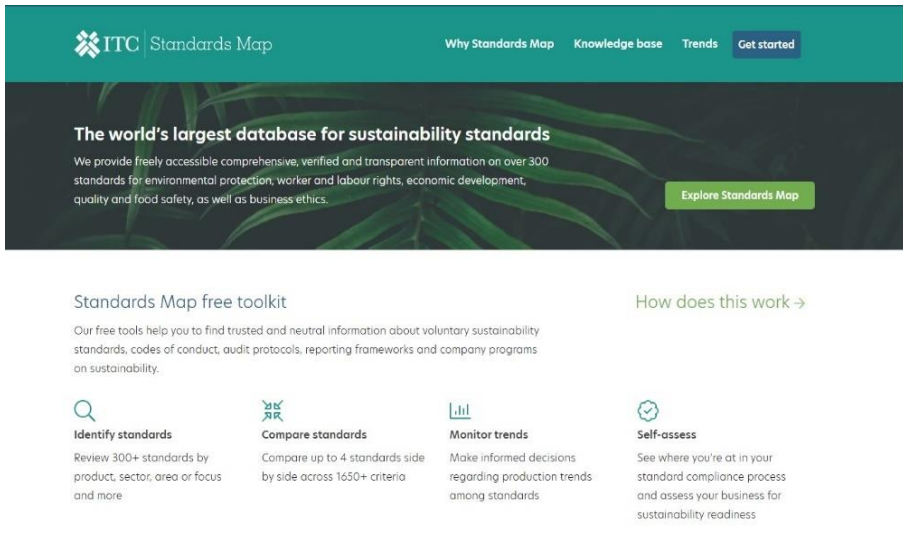 ITC Standards Map
Why Standards Map
Knowledge base
Trends
Get started
The world's largest database for sustainability standards
We provide freely accessible comprehensive, verified and transparent information on over 300
standards for environmental protection, worker and labour rights, economic development,
quality and food safety, as well as business ethics.
Explore Standards Map
Standards Map free toolkit
How does this work →
Our free tools help you to find trusted and neutral information about voluntary sustainability
standards, codes of conduct, audit protocols, reporting frameworks and company programs
on sustainability.
Identify standards
Review 300+ standards by
product, sector, area or focus
and more
Compare standards
Compare up to 4 standards side
by side across 1650+ criteria
Monitor trends
Make informed decisions
regarding production trends
among standards
Self-assess
See where you're at in your
standard compliance process
and assess your business for
sustainability readiness